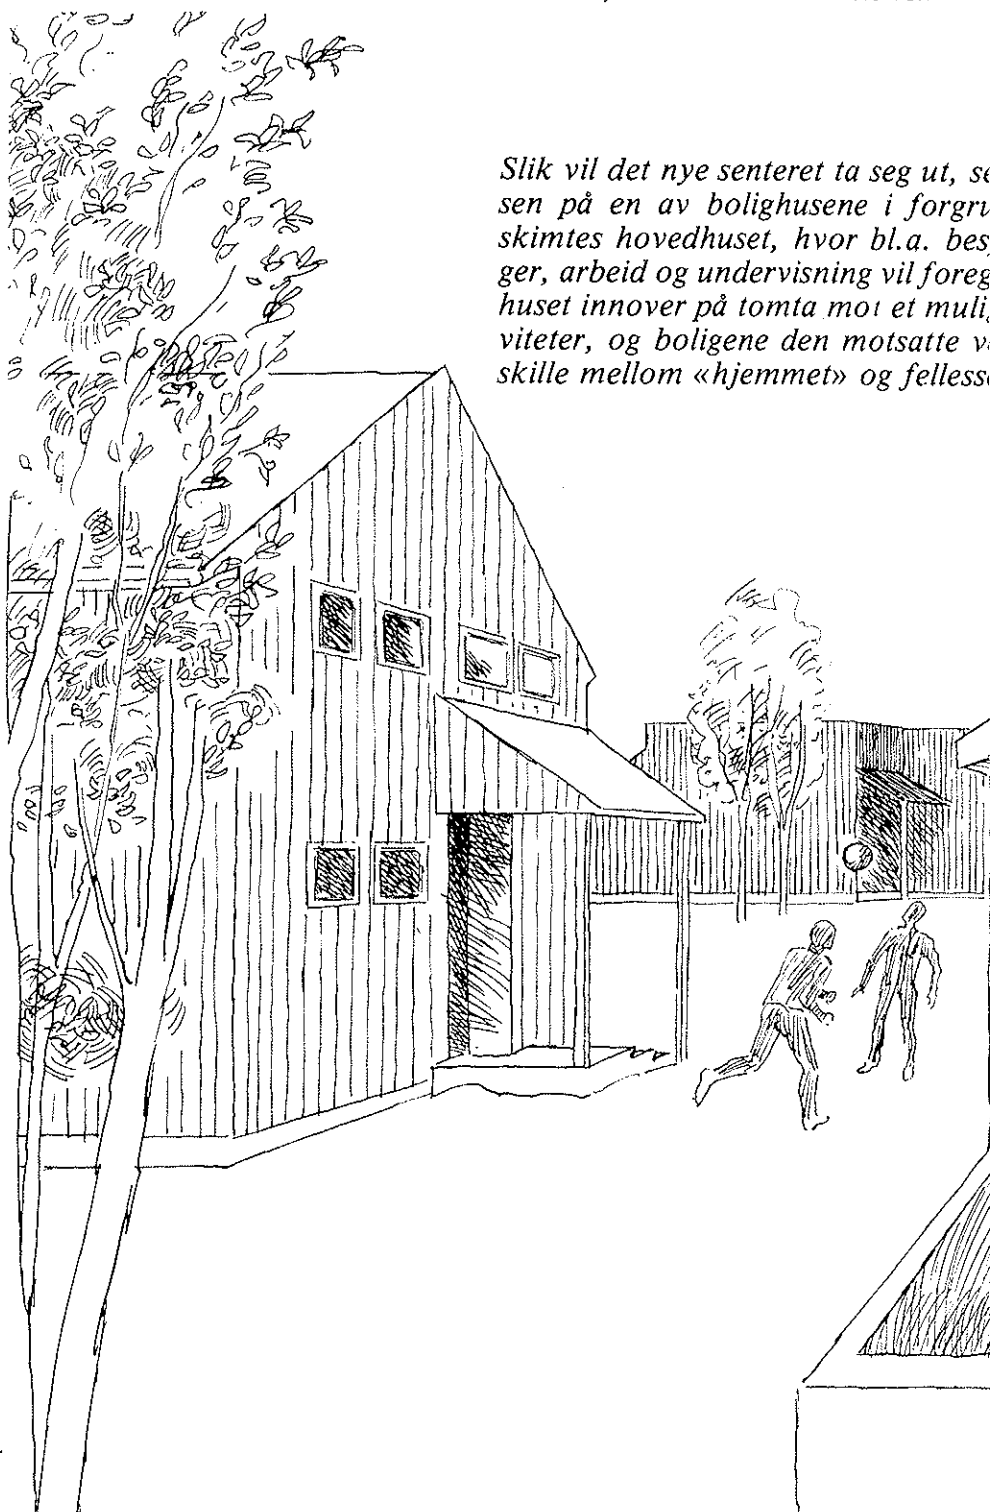 Slik vil det nye senteret ta seg ut, se
sen på en av bolighusene i forgru
skimtes hovedhuset, hvor bl.a. bes
ger, arbeid og undervisning vil foreg
huset innover på tomta mot et muli
viteter, og boligene den motsatte v
skille mellom «hjemmet» og felless